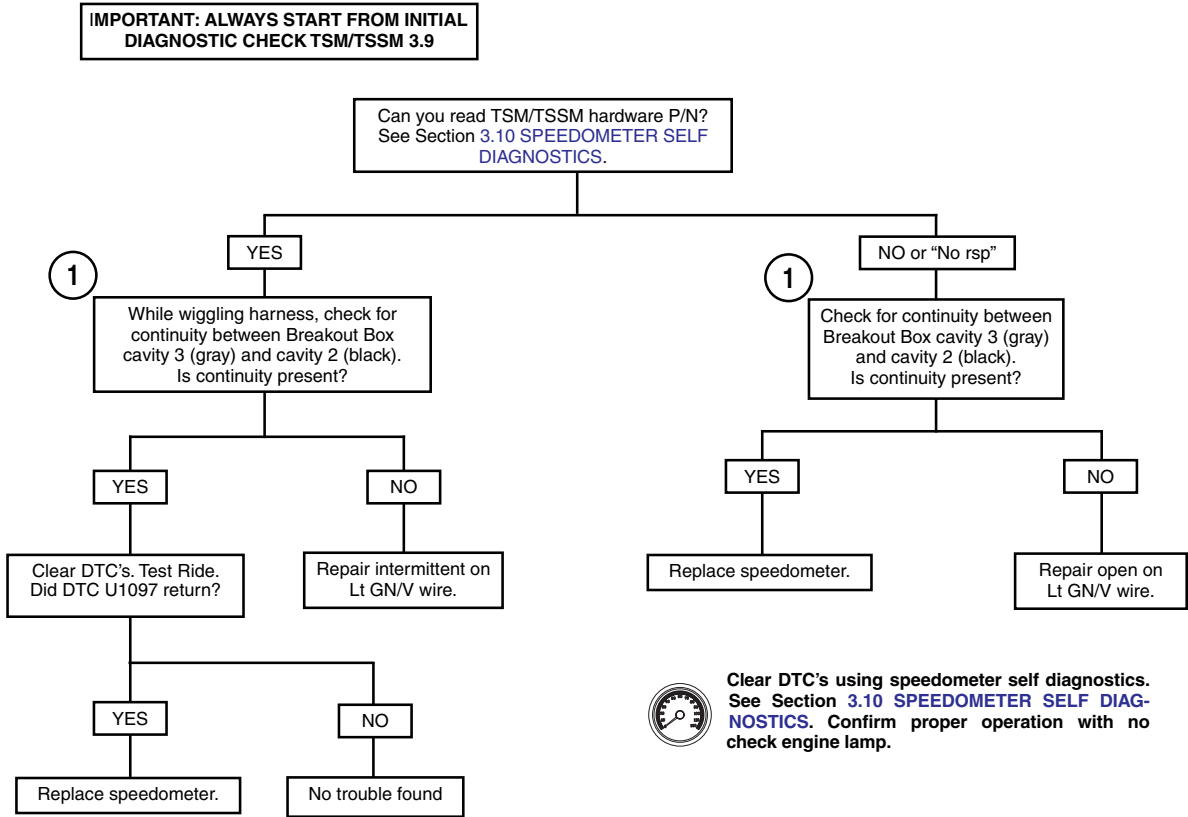 IMPORTANT: ALWAYS START FROM INITIAL
DIAGNOSTIC CHECK TSM/TSSM 3.9
Can you read TSM/TSSM hardware P/N?
See Section 3.10 SPEEDOMETER SELF
DIAGNOSTICS.
YES
NO or “No rsp”
1
While wiggling harness, check for
continuity between Breakout Box
cavity 3 (gray) and cavity 2 (black).
Is continuity present?
1
Check for continuity between
Breakout Box cavity 3 (gray)
and cavity 2 (black).
Is continuity present?
YES
NO
YES
NO
Clear DTC's. Test Ride.
Did DTC U1097 return?
Repair intermittent on
Lt GN/V wire.
Replace speedometer.
Repair open on
Lt GN/V wire.
YES
NO
Replace speedometer.
No trouble found
Clear DTC's using speedometer self diagnostics.
See Section 3.10 SPEEDOMETER SELF DIAG-
NOSTICS. Confirm proper operation with no
check engine lamp.